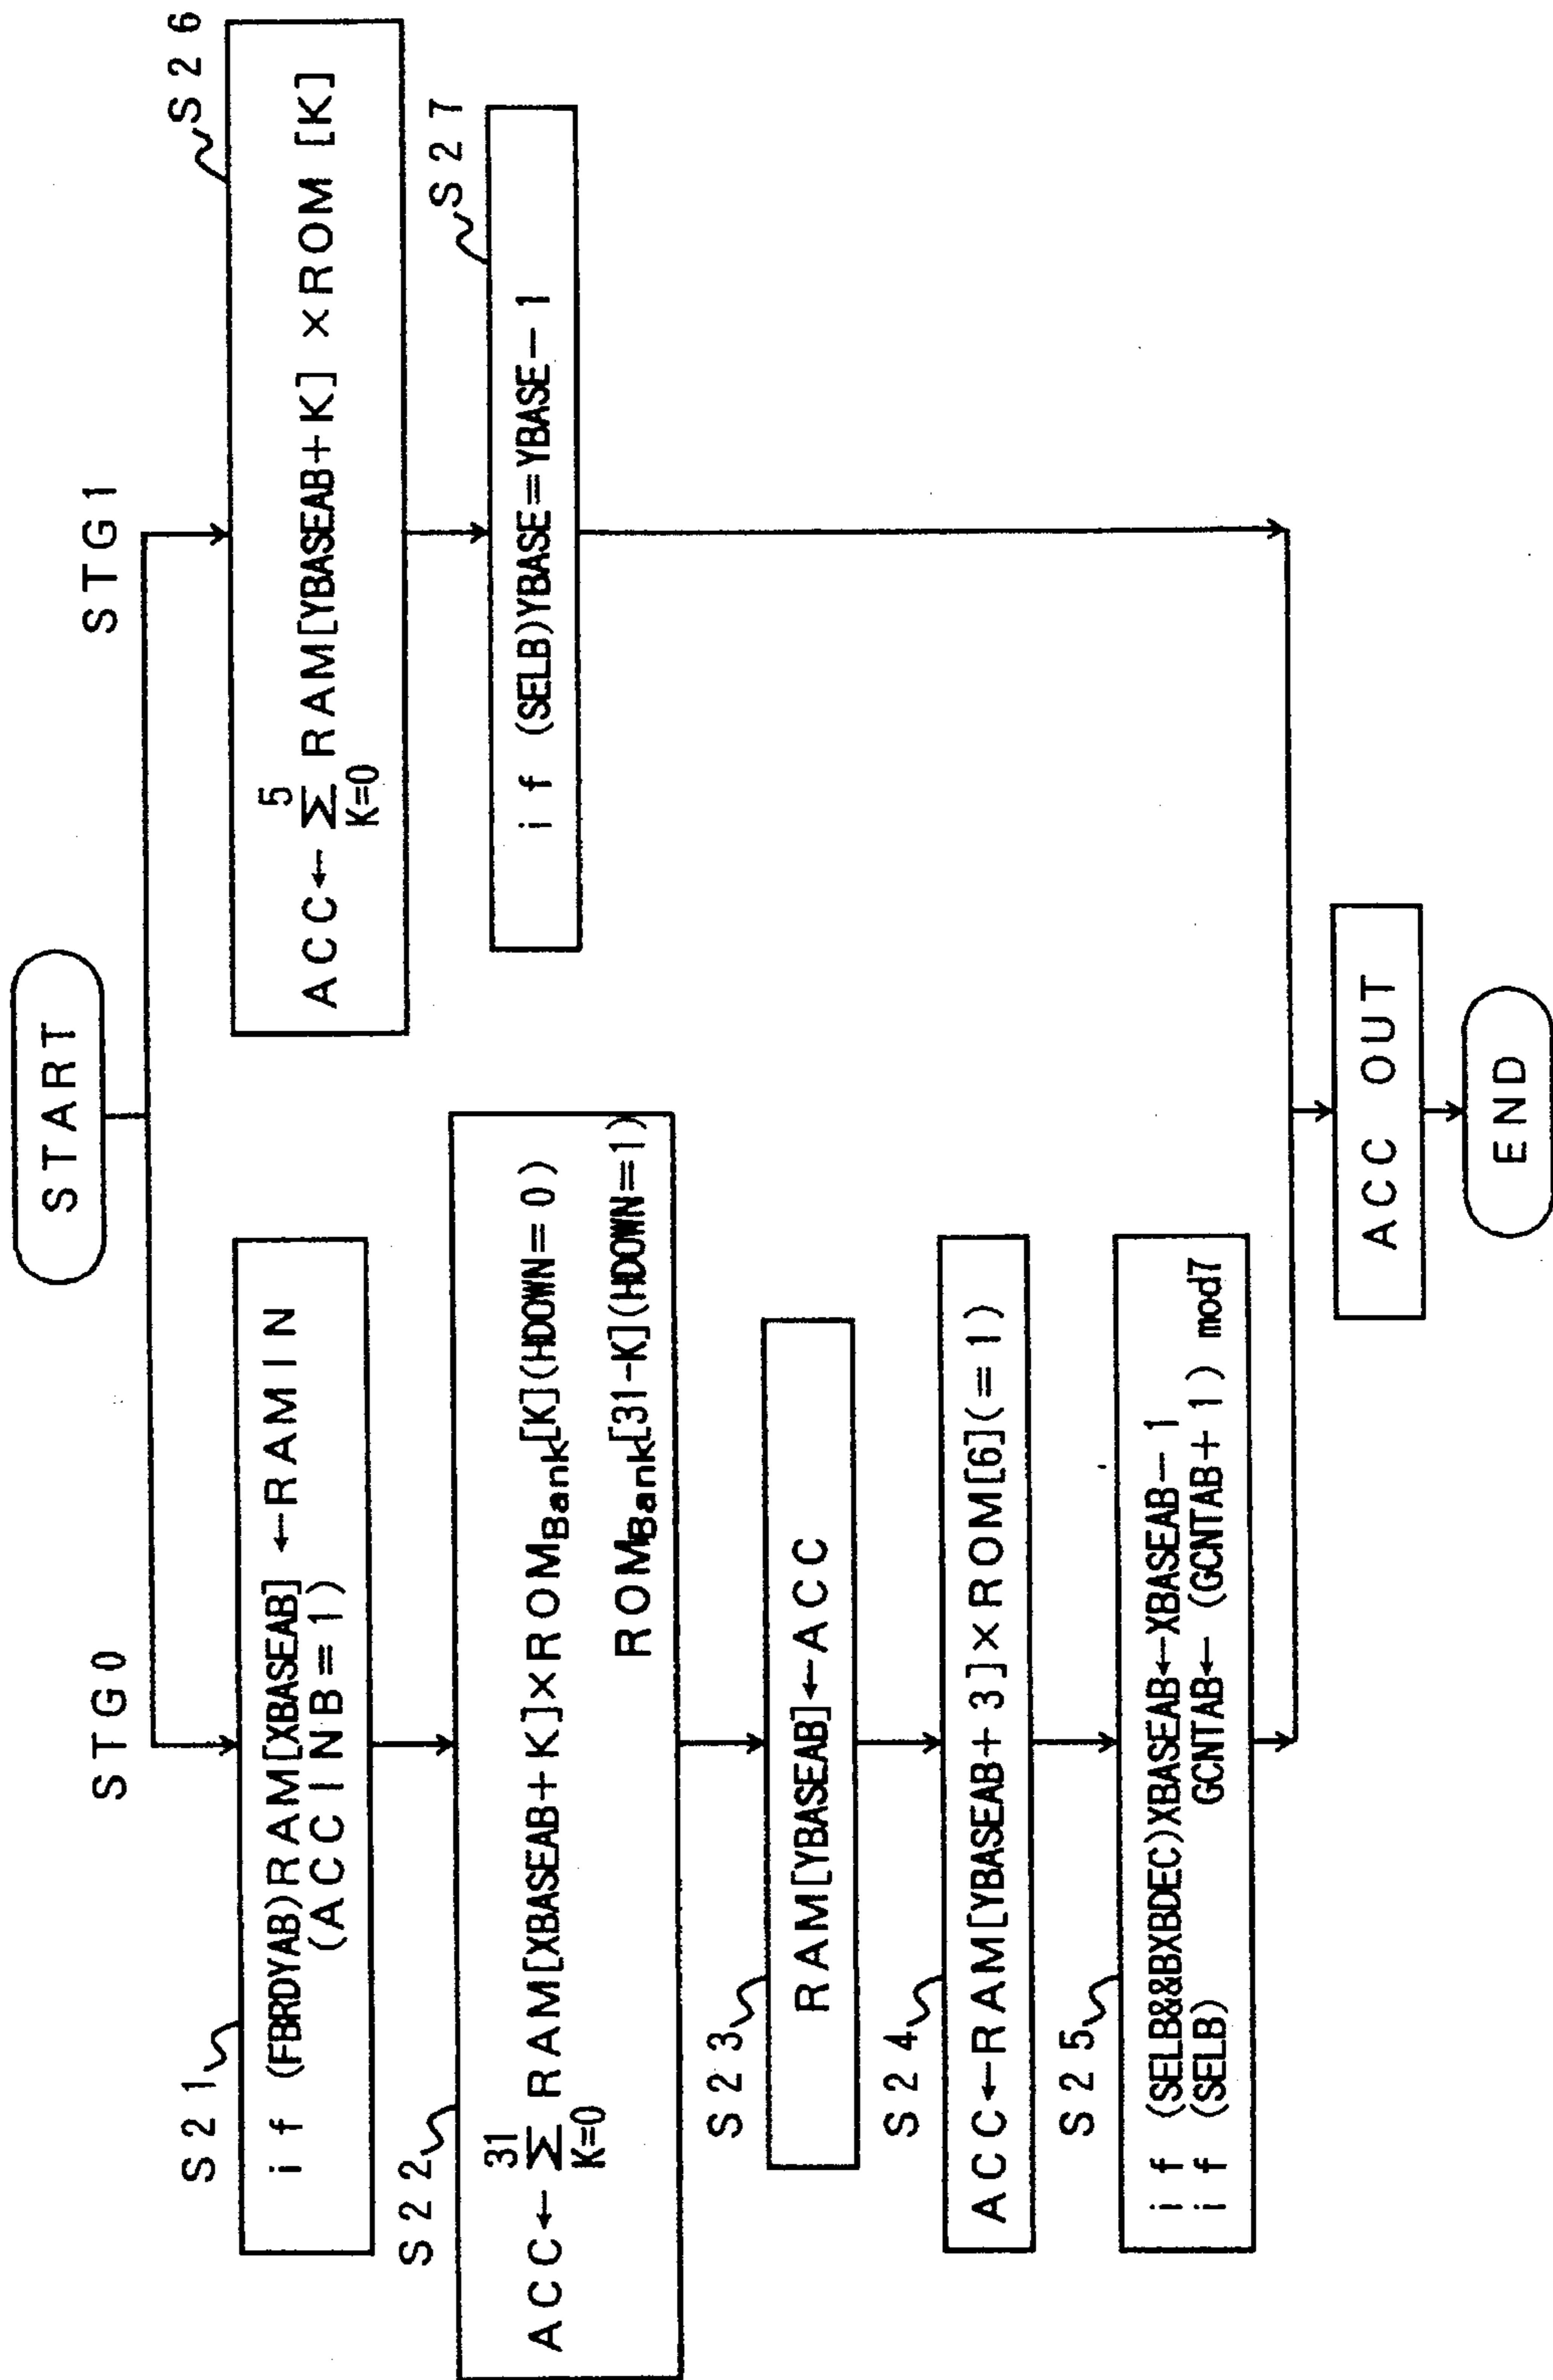 START
STG0
S21
if (FBRDYAB)RAM[XBASEAB] ←RAMIN
(ACCINB=1)
S22
ACC← 31 Σ K=0 RAM[XBASEAB+K]×ROMBank[K](HDOWN=0)
ROMBank[31-K](HDOWN=1)
S23
RAM[YBASEAB]←ACC
S24
ACC←RAM[YBASEAB+3]×ROM[6](=1)
S25
if (SELB&&BXBDEC)XBASEAB←XBASEAB-1
if (SELB) GCNTAB← (GCNTAB+1) mod7
STG1
S26
ACC← 5 Σ K=0 RAM[YBASEAB+K] ×ROM [K]
S27
if (SELB)YBASE=YBASE-1
ACC OUT
END